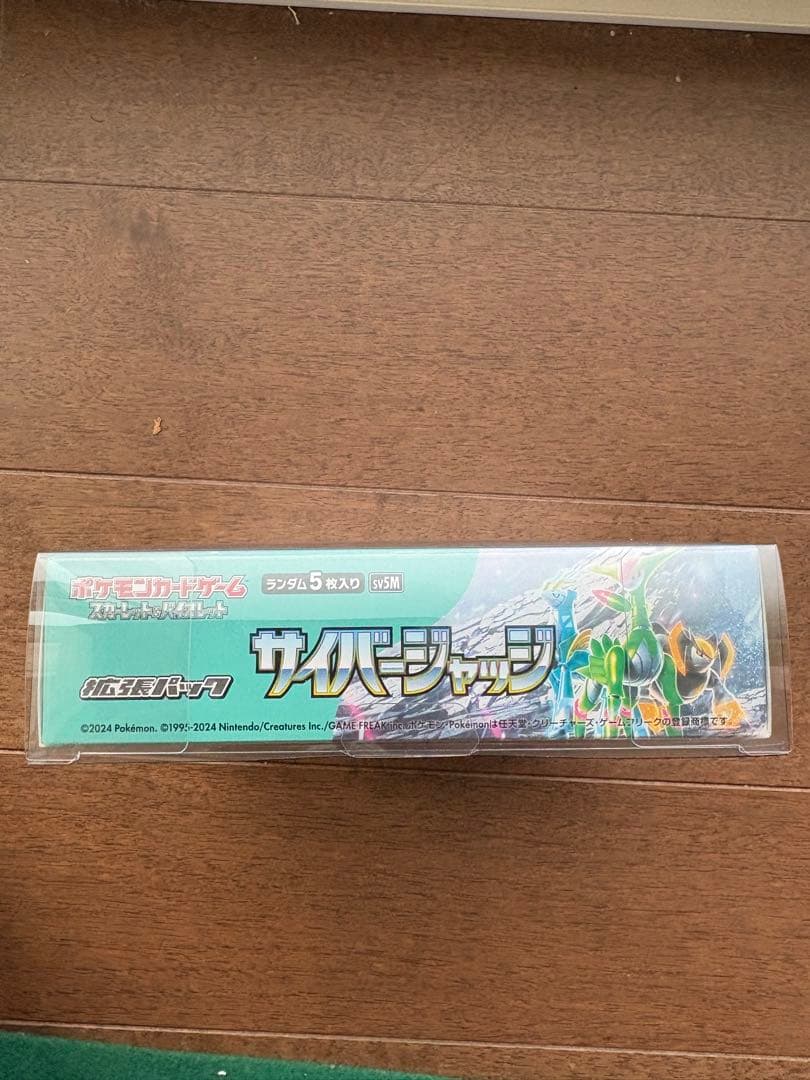 ポケモンカードゲーム
スカーレット&バイオレット
ランダム5枚入り SV5M
サイバージャッジ
拡張パック
©2024 Pokémon. ©1995-2024 Nintendo/Creatures Inc./GAME FREAK inc. ポケモン・Pokémonは任天堂・クリーチャーズ・ゲームフリークの登録商標です。